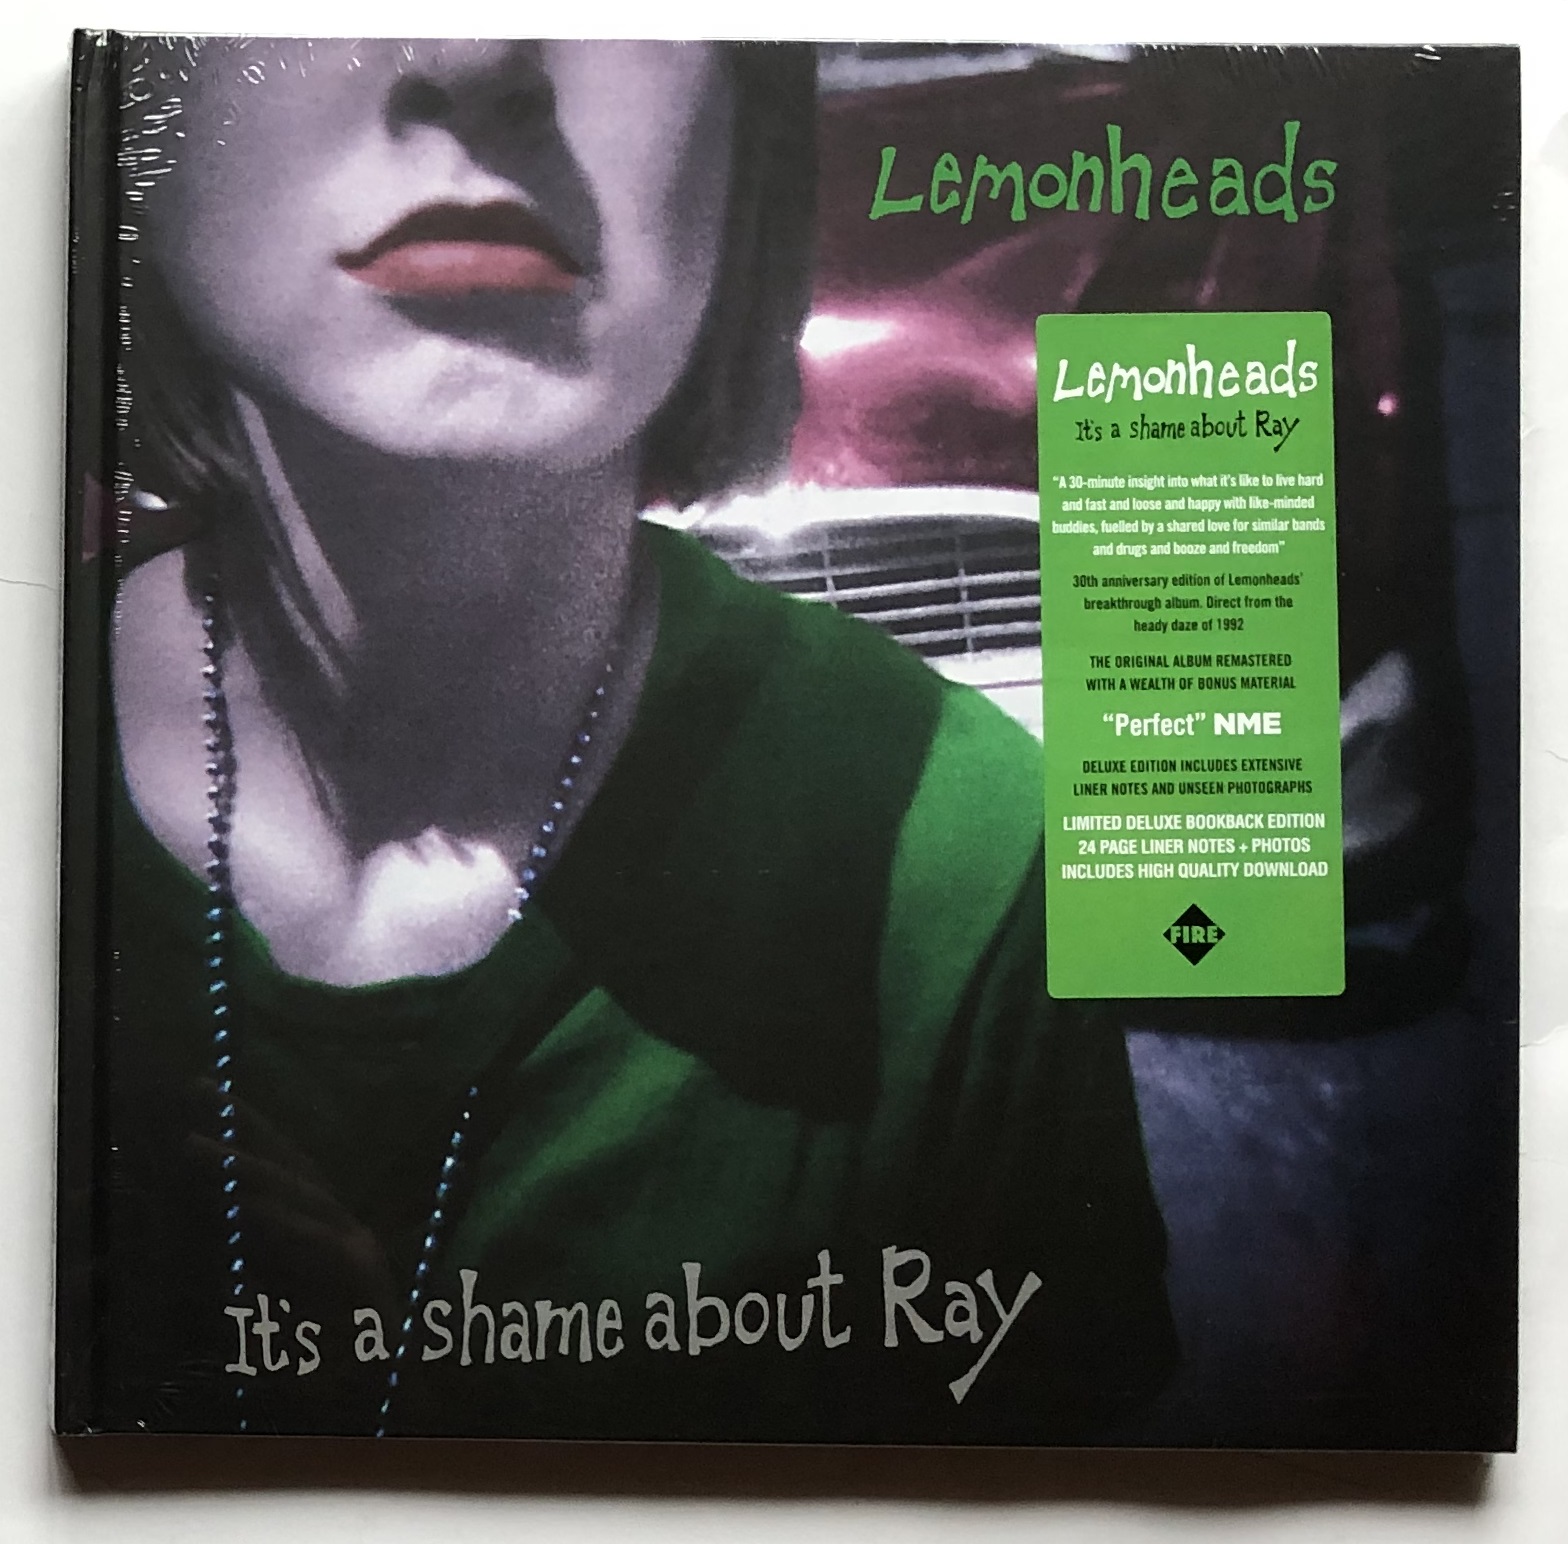 Lemonheads
Lemonheads
It's a shame about Ray
"A 30-minute insight into what it's like to live hard
and fast and loose and happy with like-minded
buddies, fuelled by a shared love for similar bands
and drugs and booze and freedom"
30th anniversary edition of Lemonheads'
breakthrough album. Direct from the
heady daze of 1992
THE ORIGINAL ALBUM REMASTERED
WITH A WEALTH OF BONUS MATERIAL
"Perfect" NME
DELUXE EDITION INCLUDES EXTENSIVE
LINER NOTES AND UNSEEN PHOTOGRAPHS
LIMITED DELUXE BOOKBACK EDITION
24 PAGE LINER NOTES + PHOTOS
INCLUDES HIGH QUALITY DOWNLOAD
FIRE
It's a shame about Ray